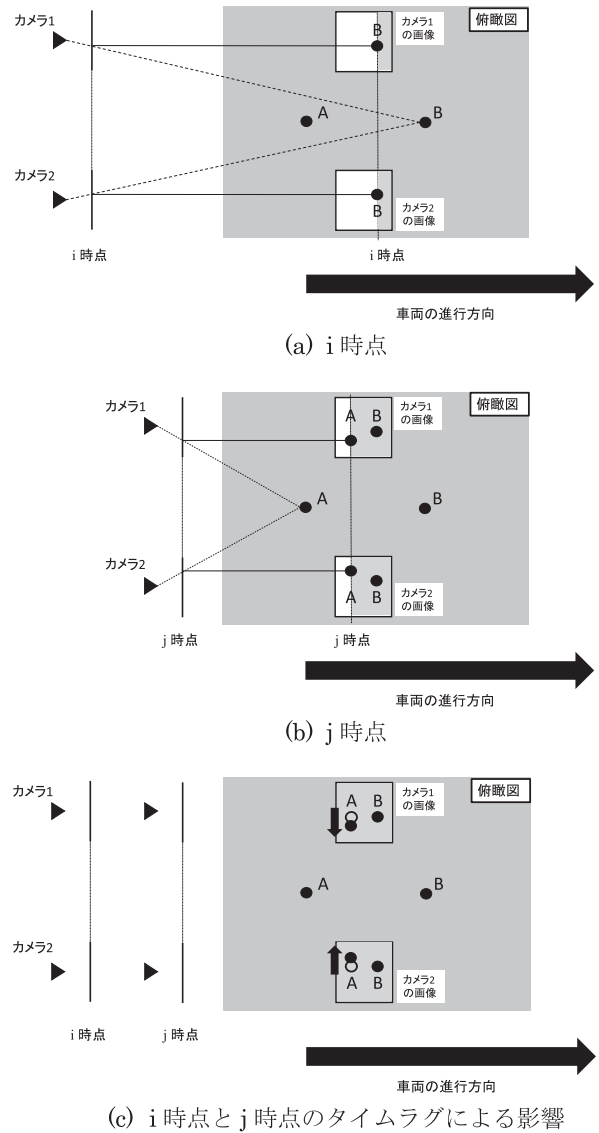 カメラ1
B
カメラ1
の画像
俯瞰図
A
B
カメラ2
B
カメラ2
の画像
i 時点
i 時点
車両の進行方向
(a) i 時点
カメラ1
A
B
カメラ1
の画像
俯瞰図
A
B
カメラ2
A
B
カメラ2
の画像
j 時点
j 時点
車両の進行方向
(b) j 時点
カメラ1
A
B
カメラ1
の画像
俯瞰図
A
B
カメラ2
A
B
カメラ2
の画像
i 時点
j 時点
車両の進行方向
(c) i 時点と j 時点のタイムラグによる影響